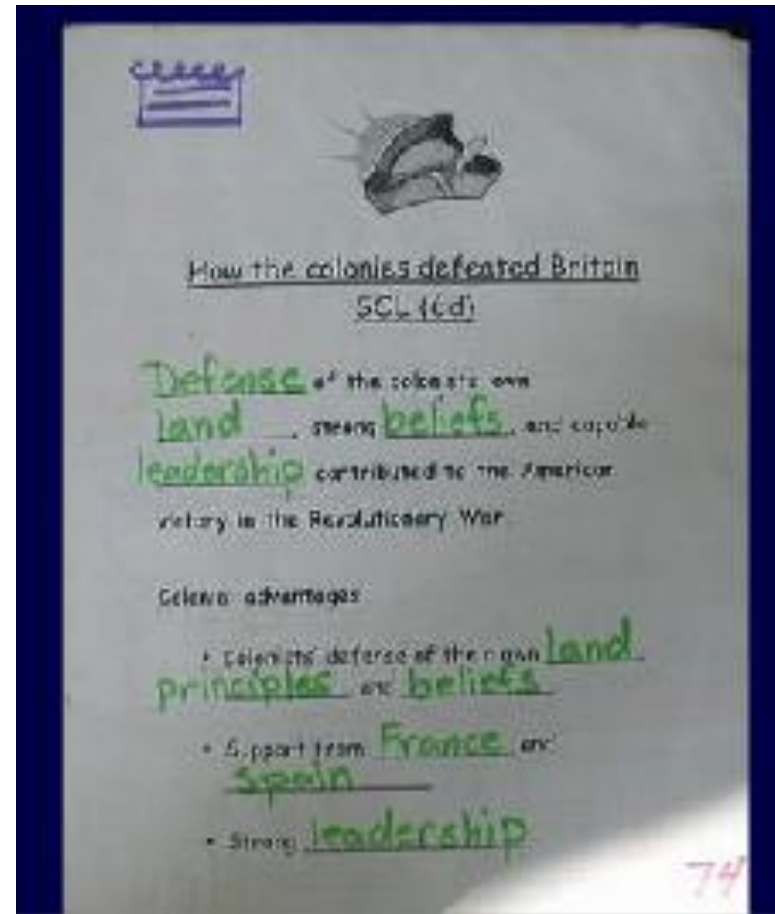 How the colonies defeated Britain
SCL (6d)
Defense of the colonists own
land, strong beliefs, and capable
leadership contributed to the American
victory in the Revolutionary War.
Colonial advantages
• Colonists' defense of their own land
principles and beliefs
• Support from France and
Spain
• Strong leadership
74